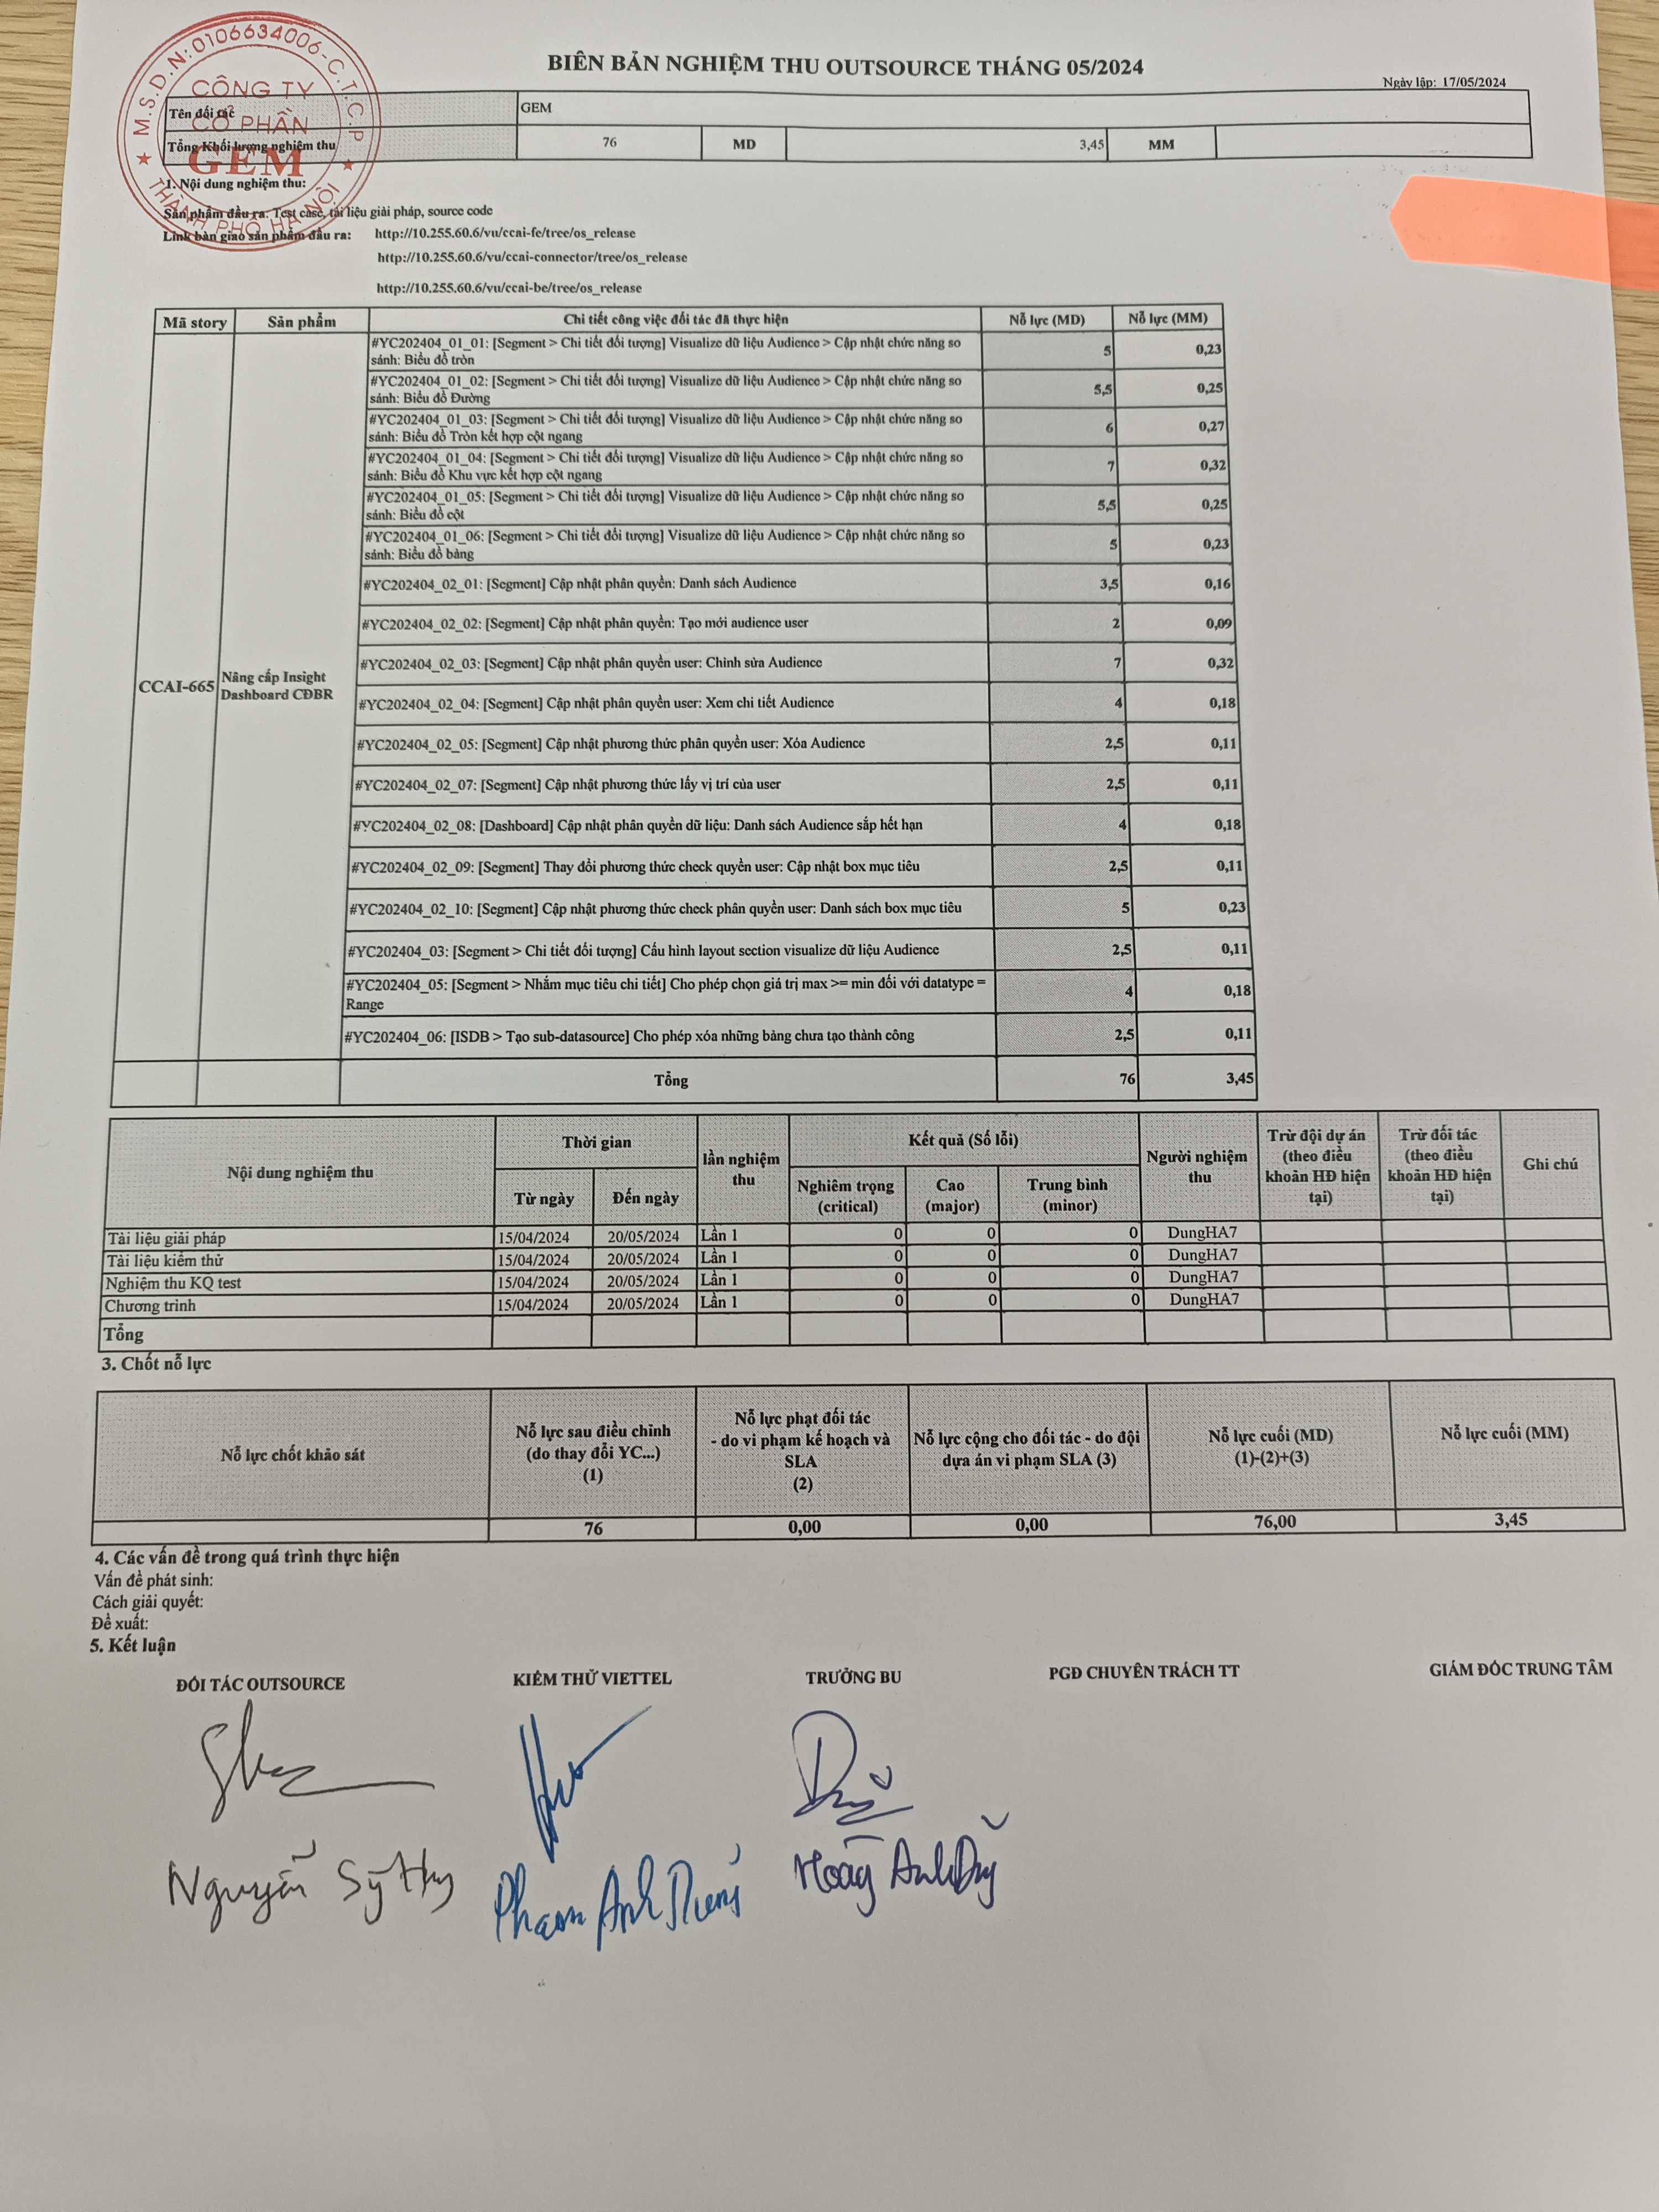 BIÊN BẢN NGHIỆM THU OUTSOURCE THÁNG 05/2024
Ngày lập: 17/05/2024
M.S.D.N:0106634006-C.T.C.P
CÔNG TY
CỔ PHẦN
GEM
THÀNH PHỐ HÀ NỘI
Tên đối tác GEM
Tổng Khối lượng nghiệm thu 76 MD 3,45 MM
1. Nội dung nghiệm thu:
Sản phẩm đầu ra: Test case, tài liệu giải pháp, source code
Link bàn giao sản phẩm đầu ra: http://10.255.60.6/vu/ccai-fe/tree/os_release
http://10.255.60.6/vu/ccai-connector/tree/os_release
http://10.255.60.6/vu/ccai-be/tree/os_release
Mã story Sản phẩm Chi tiết công việc đối tác đã thực hiện Nỗ lực (MD) Nỗ lực (MM)
CCAI-665 Nâng cấp Insight
Dashboard CĐBR
#YC202404_01_01: [Segment > Chi tiết đối tượng] Visualize dữ liệu Audience > Cập nhật chức năng so
sánh: Biểu đồ tròn 5 0,23
#YC202404_01_02: [Segment > Chi tiết đối tượng] Visualize dữ liệu Audience > Cập nhật chức năng so
sánh: Biểu đồ Đường 5,5 0,25
#YC202404_01_03: [Segment > Chi tiết đối tượng] Visualize dữ liệu Audience > Cập nhật chức năng so
sánh: Biểu đồ Tròn kết hợp cột ngang 6 0,27
#YC202404_01_04: [Segment > Chi tiết đối tượng] Visualize dữ liệu Audience > Cập nhật chức năng so
sánh: Biểu đồ Khu vực kết hợp cột ngang 7 0,32
#YC202404_01_05: [Segment > Chi tiết đối tượng] Visualize dữ liệu Audience > Cập nhật chức năng so
sánh: Biểu đồ cột 5,5 0,25
#YC202404_01_06: [Segment > Chi tiết đối tượng] Visualize dữ liệu Audience > Cập nhật chức năng so
sánh: Biểu đồ bảng 5 0,23
#YC202404_02_01: [Segment] Cập nhật phân quyền: Danh sách Audience 3,5 0,16
#YC202404_02_02: [Segment] Cập nhật phân quyền: Tạo mới audience user 2 0,09
#YC202404_02_03: [Segment] Cập nhật phân quyền user: Chỉnh sửa Audience 7 0,32
#YC202404_02_04: [Segment] Cập nhật phân quyền user: Xem chi tiết Audience 4 0,18
#YC202404_02_05: [Segment] Cập nhật phương thức phân quyền user: Xóa Audience 2,5 0,11
#YC202404_02_07: [Segment] Cập nhật phương thức lấy vị trí của user 2,5 0,11
#YC202404_02_08: [Dashboard] Cập nhật phân quyền dữ liệu: Danh sách Audience sắp hết hạn 4 0,18
#YC202404_02_09: [Segment] Thay đổi phương thức check quyền user: Cập nhật box mục tiêu 2,5 0,11
#YC202404_02_10: [Segment] Cập nhật phương thức check phân quyền user: Danh sách box mục tiêu 5 0,23
#YC202404_03: [Segment > Chi tiết đối tượng] Cấu hình layout section visualize dữ liệu Audience 2,5 0,11
#YC202404_05: [Segment > Nhắm mục tiêu chi tiết] Cho phép chọn giá trị max >= min đối với datatype =
Range 4 0,18
#YC202404_06: [ISDB > Tạo sub-datasource] Cho phép xóa những bảng chưa tạo thành công 2,5 0,11
Tổng 76 3,45
Nội dung nghiệm thu Thời gian lần nghiệm thu Kết quả (Số lỗi) Người nghiệm thu Trừ đội dự án (theo điều khoản HĐ hiện tại) Trừ đối tác (theo điều khoản HĐ hiện tại) Ghi chú
Từ ngày Đến ngày Nghiêm trọng (critical) Cao (major) Trung bình (minor)
Tài liệu giải pháp 15/04/2024 20/05/2024 Lần 1 0 0 0 DungHA7
Tài liệu kiểm thử 15/04/2024 20/05/2024 Lần 1 0 0 0 DungHA7
Nghiệm thu KQ test 15/04/2024 20/05/2024 Lần 1 0 0 0 DungHA7
Chương trình 15/04/2024 20/05/2024 Lần 1 0 0 0 DungHA7
Tổng
3. Chốt nỗ lực
Nỗ lực chốt khảo sát Nỗ lực sau điều chỉnh (do thay đổi YC...) (1) Nỗ lực phạt đối tác - do vi phạm kế hoạch và SLA (2) Nỗ lực cộng cho đối tác - do đội dựa án vi phạm SLA (3) Nỗ lực cuối (MD) (1)-(2)+(3) Nỗ lực cuối (MM)
76 0,00 0,00 76,00 3,45
4. Các vấn đề trong quá trình thực hiện
Vấn đề phát sinh:
Cách giải quyết:
Đề xuất:
5. Kết luận
ĐỐI TÁC OUTSOURCE KIỂM THỬ VIETTEL TRƯỞNG BU PGĐ CHUYÊN TRÁCH TT GIÁM ĐỐC TRUNG TÂM
Nguyễn Sỹ Phạm Anh Hoàng Anh